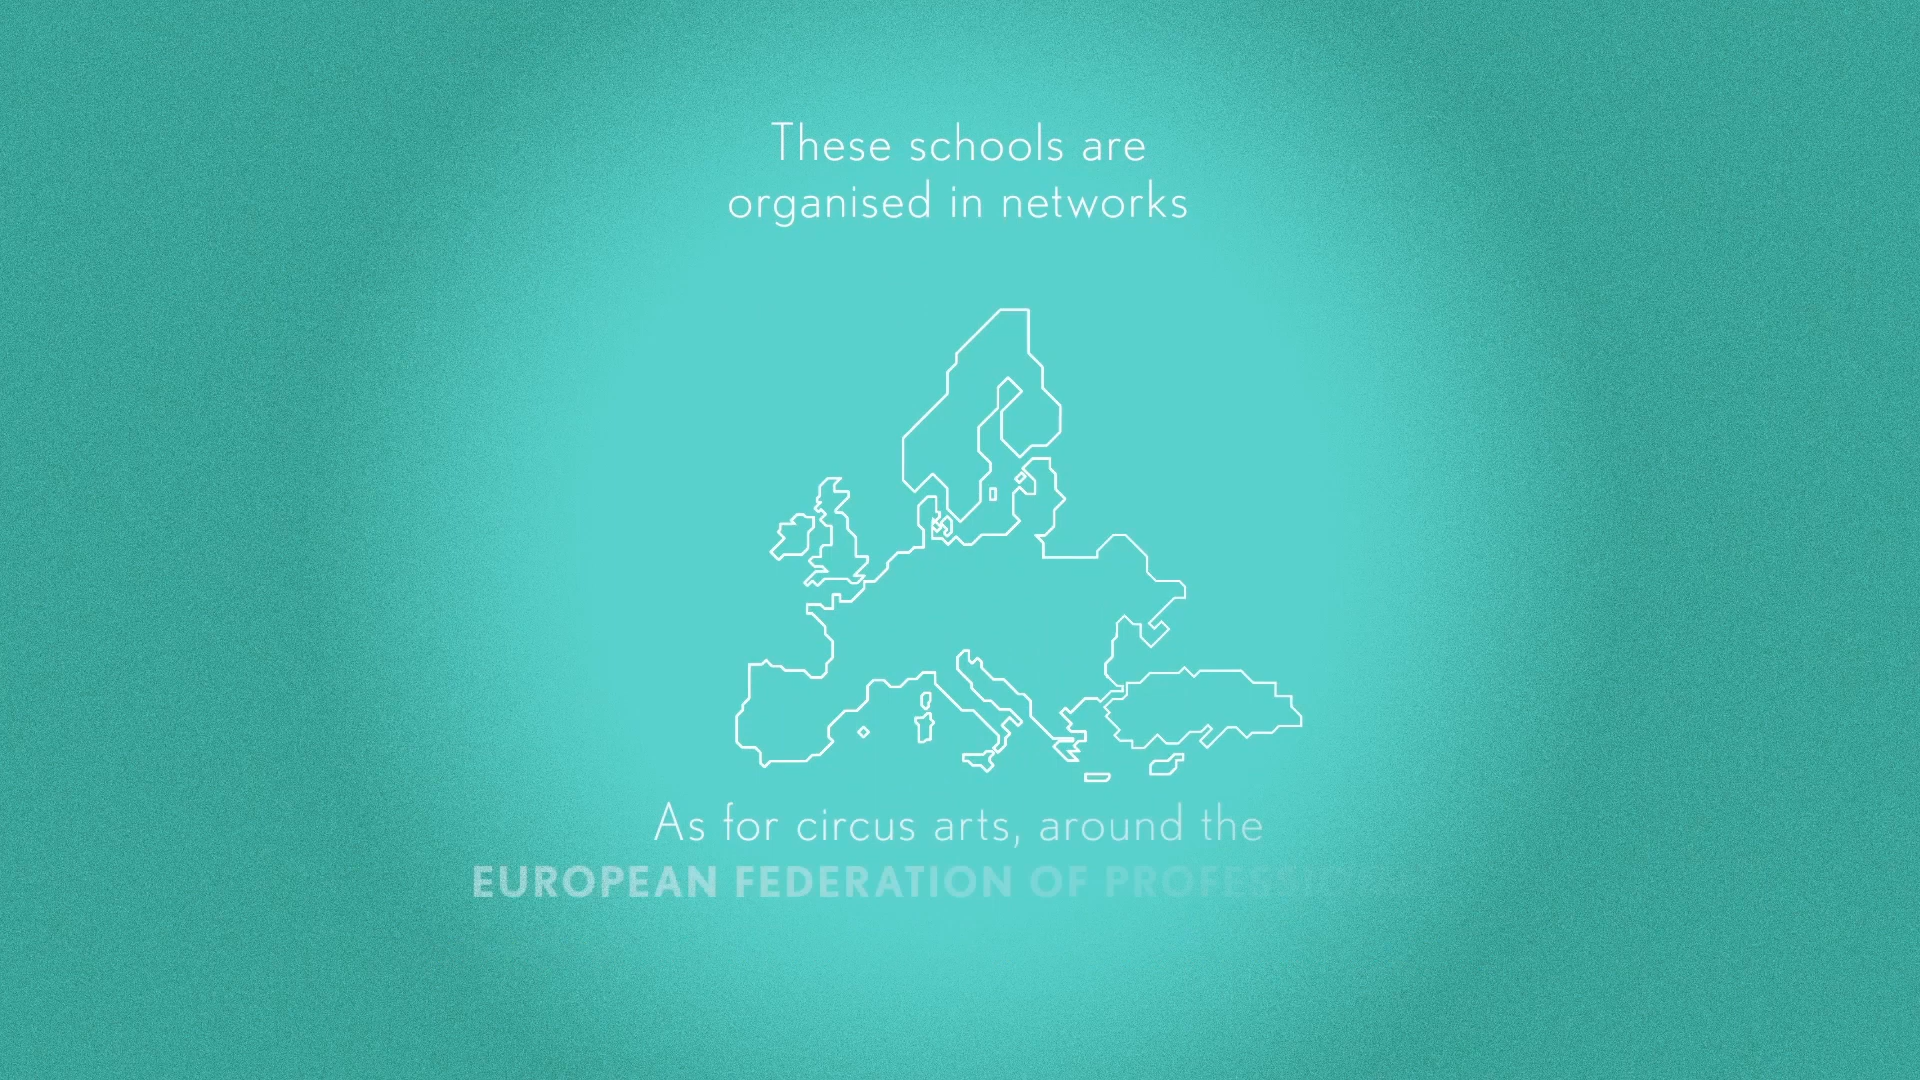 These schools are
organised in networks
As for circus arts, around the
EUROPEAN FEDERATION OF